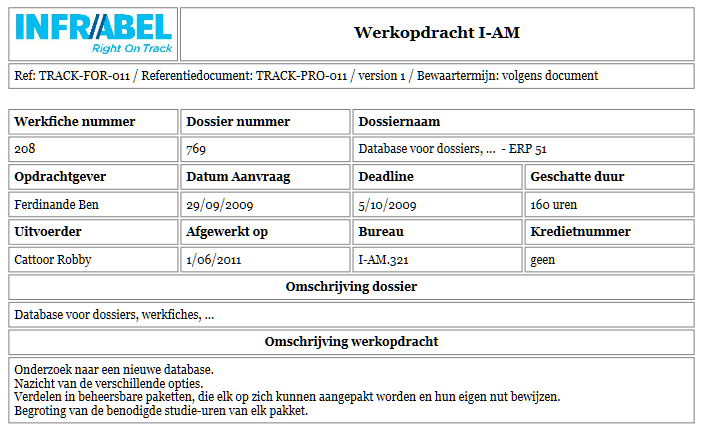 INFRABEL
Right On Track
Werkopdracht I-AM
Ref: TRACK-FOR-011 / Referentiedocument: TRACK-PRO-011 / version 1 / Bewaartermijn: volgens document
Werkfiche nummer Dossier nummer Dossiernaam
208 769 Database voor dossiers, ... - ERP 51
Opdrachtgever Datum Aanvraag Deadline Geschatte duur
Ferdinande Ben 29/09/2009 5/10/2009 160 uren
Uitvoerder Afgewerkt op Bureau Kredietnummer
Cattoor Robby 1/06/2011 I-AM.321 geen
Omschrijving dossier
Database voor dossiers, werkfiches, ...
Omschrijving werkopdracht
Onderzoek naar een nieuwe database.
Nazicht van de verschillende opties.
Verdelen in beheersbare paketten, die elk op zich kunnen aangepakt worden en hun eigen nut bewijzen.
Begroting van de benodigde studie-uren van elk pakket.